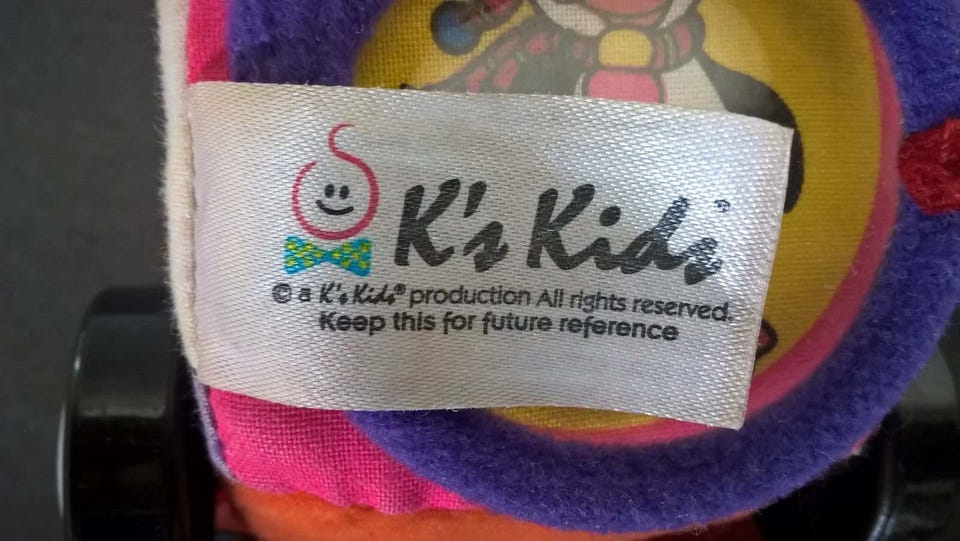 K's Kids®
© a K's Kids® production All rights reserved.
Keep this for future reference